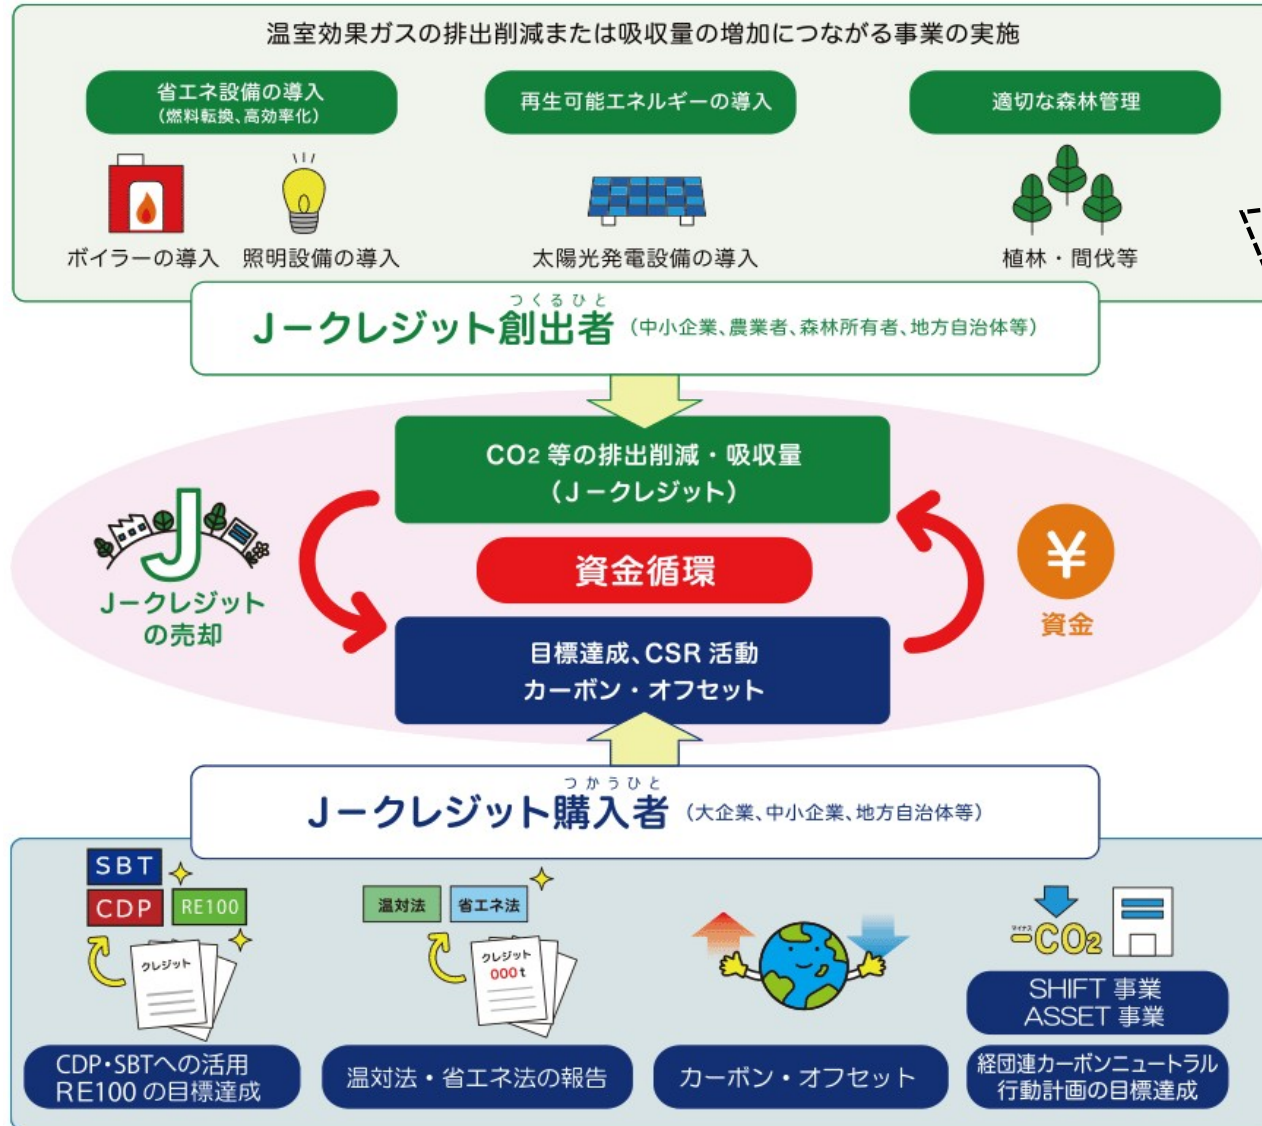 温室効果ガスの排出削減または吸収量の増加につながる事業の実施
省エネ設備の導入
(燃料転換、高効率化)
再生可能エネルギーの導入
適切な森林管理
ボイラーの導入
照明設備の導入
太陽光発電設備の導入
植林・間伐等
つくるひと
Jークレジット創出者(中小企業、農業者、森林所有者、地方自治体等)
CO2 等の排出削減・吸収量
(Jークレジット)
J
Jークレジット
の売却
資金循環
¥
資金
目標達成、CSR 活動
カーボン・オフセット
つかうひと
Jークレジット購入者(大企業、中小企業、地方自治体等)
SBT
CDP
RE100
クレジット
CDP・SBTへの活用
RE100 の目標達成
温対法
省エネ法
クレジット
000 t
温対法・省エネ法の報告
カーボン・オフセット
マイナス
-CO2
SHIFT 事業
ASSET 事業
経団連カーボンニュートラル
行動計画の目標達成